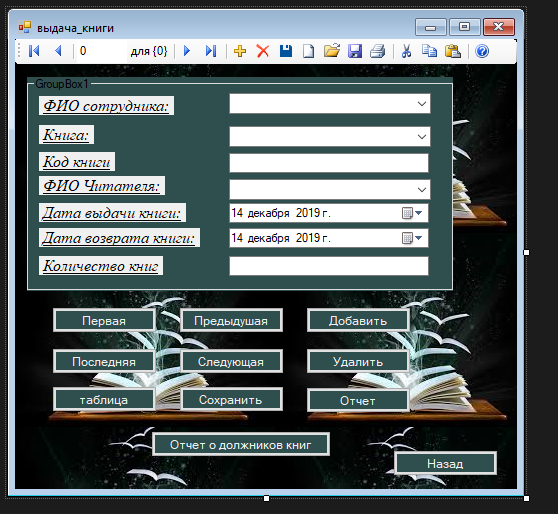 выдача_книги
0 для {0}
GroupBox1
ФИО сотрудника:
Книга:
Код книги
ФИО Читателя:
Дата выдачи книги: 14 декабря 2019 г.
Дата возврата книги: 14 декабря 2019 г.
Количество книг
Первая Предыдушая Добавить
Последняя Следующая Удалить
таблица Сохранить Отчет
Отчет о должников книг
Назад